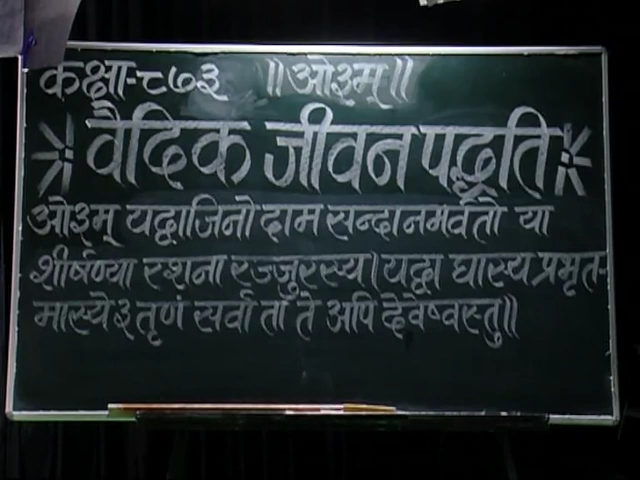 कक्षा-८७३ ॥ओ३म्॥
वैदिक जीवन पद्धति
ओ३म् यद्वाजिनो दाम सन्दानमर्वतो या
शीर्षण्या रशना रज्जुरस्य।यद्वा घास्य प्रभृत-
मास्ये३तृणं सर्वा ता ते अपि देवेष्वस्तु॥